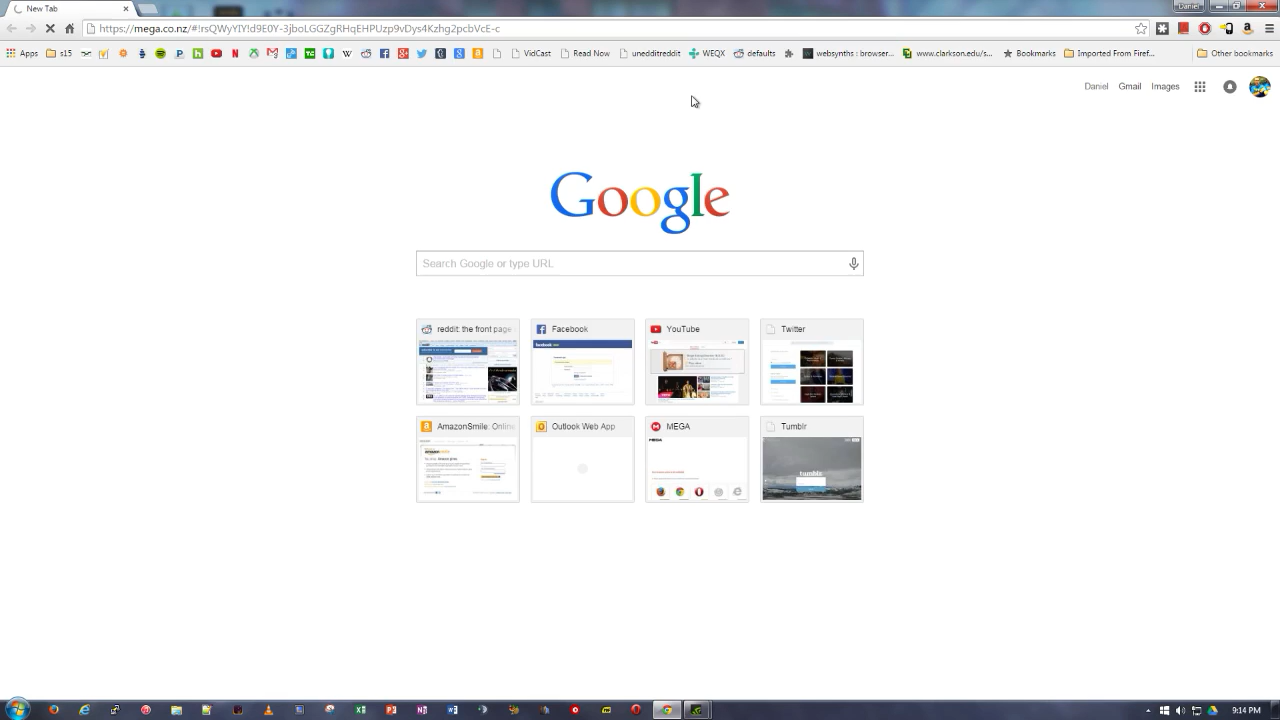 New Tab
Daniel
https://mega.co.nz/#!rsQWyYIY!d9E0Y-3jboLGGZgRHqEHPUzp9vDys4Kzhg2pcbVcE-c
Apps s15 VidCast Read Now uneditreddit WEQX defaults websynths : browser... www.clarkson.edu/s... Bookmarks Imported From Firef... Other bookmarks
Daniel Gmail Images
Google
Search Google or type URL
reddit: the front page Facebook YouTube Twitter
AmazonSmile: Online Outlook Web App MEGA Tumblr
9:14 PM